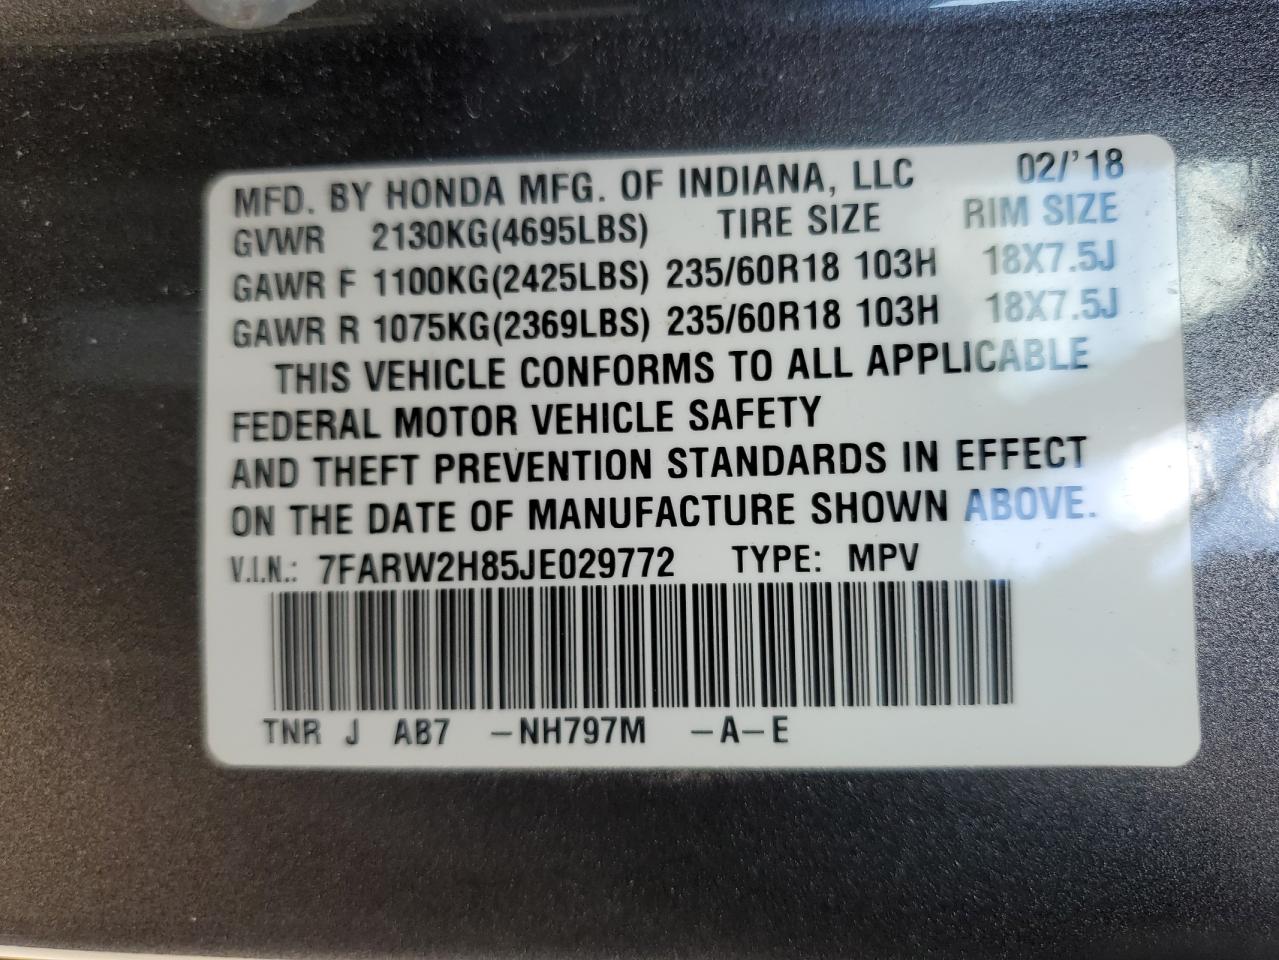 MFD. BY HONDA MFG. OF INDIANA, LLC 02/'18
GVWR 2130KG(4695LBS) TIRE SIZE RIM SIZE
GAWR F 1100KG(2425LBS) 235/60R18 103H 18X7.5J
GAWR R 1075KG(2369LBS) 235/60R18 103H 18X7.5J
THIS VEHICLE CONFORMS TO ALL APPLICABLE
FEDERAL MOTOR VEHICLE SAFETY
AND THEFT PREVENTION STANDARDS IN EFFECT
ON THE DATE OF MANUFACTURE SHOWN ABOVE.
V.I.N.: 7FARW2H85JE029772 TYPE: MPV
TNR J AB7 -NH797M -A-E